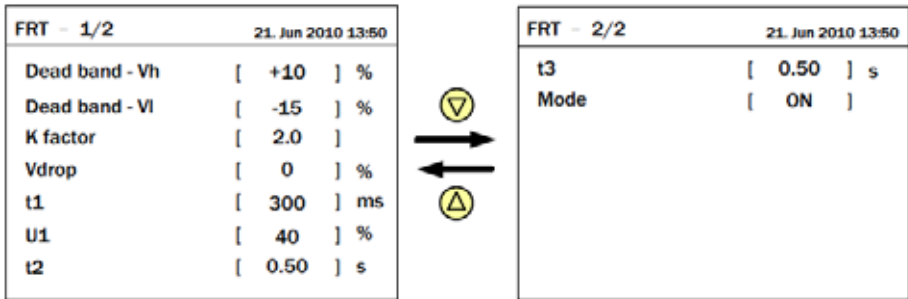 FRT - 1/2 21. Jun 2010 13:50
Dead band - Vh [ +10 ] %
Dead band - Vl [ -15 ] %
K factor [ 2.0 ]
Vdrop [ 0 ] %
t1 [ 300 ] ms
U1 [ 40 ] %
t2 [ 0.50 ] s
FRT - 2/2 21. Jun 2010 13:50
t3 [ 0.50 ] s
Mode [ ON ]